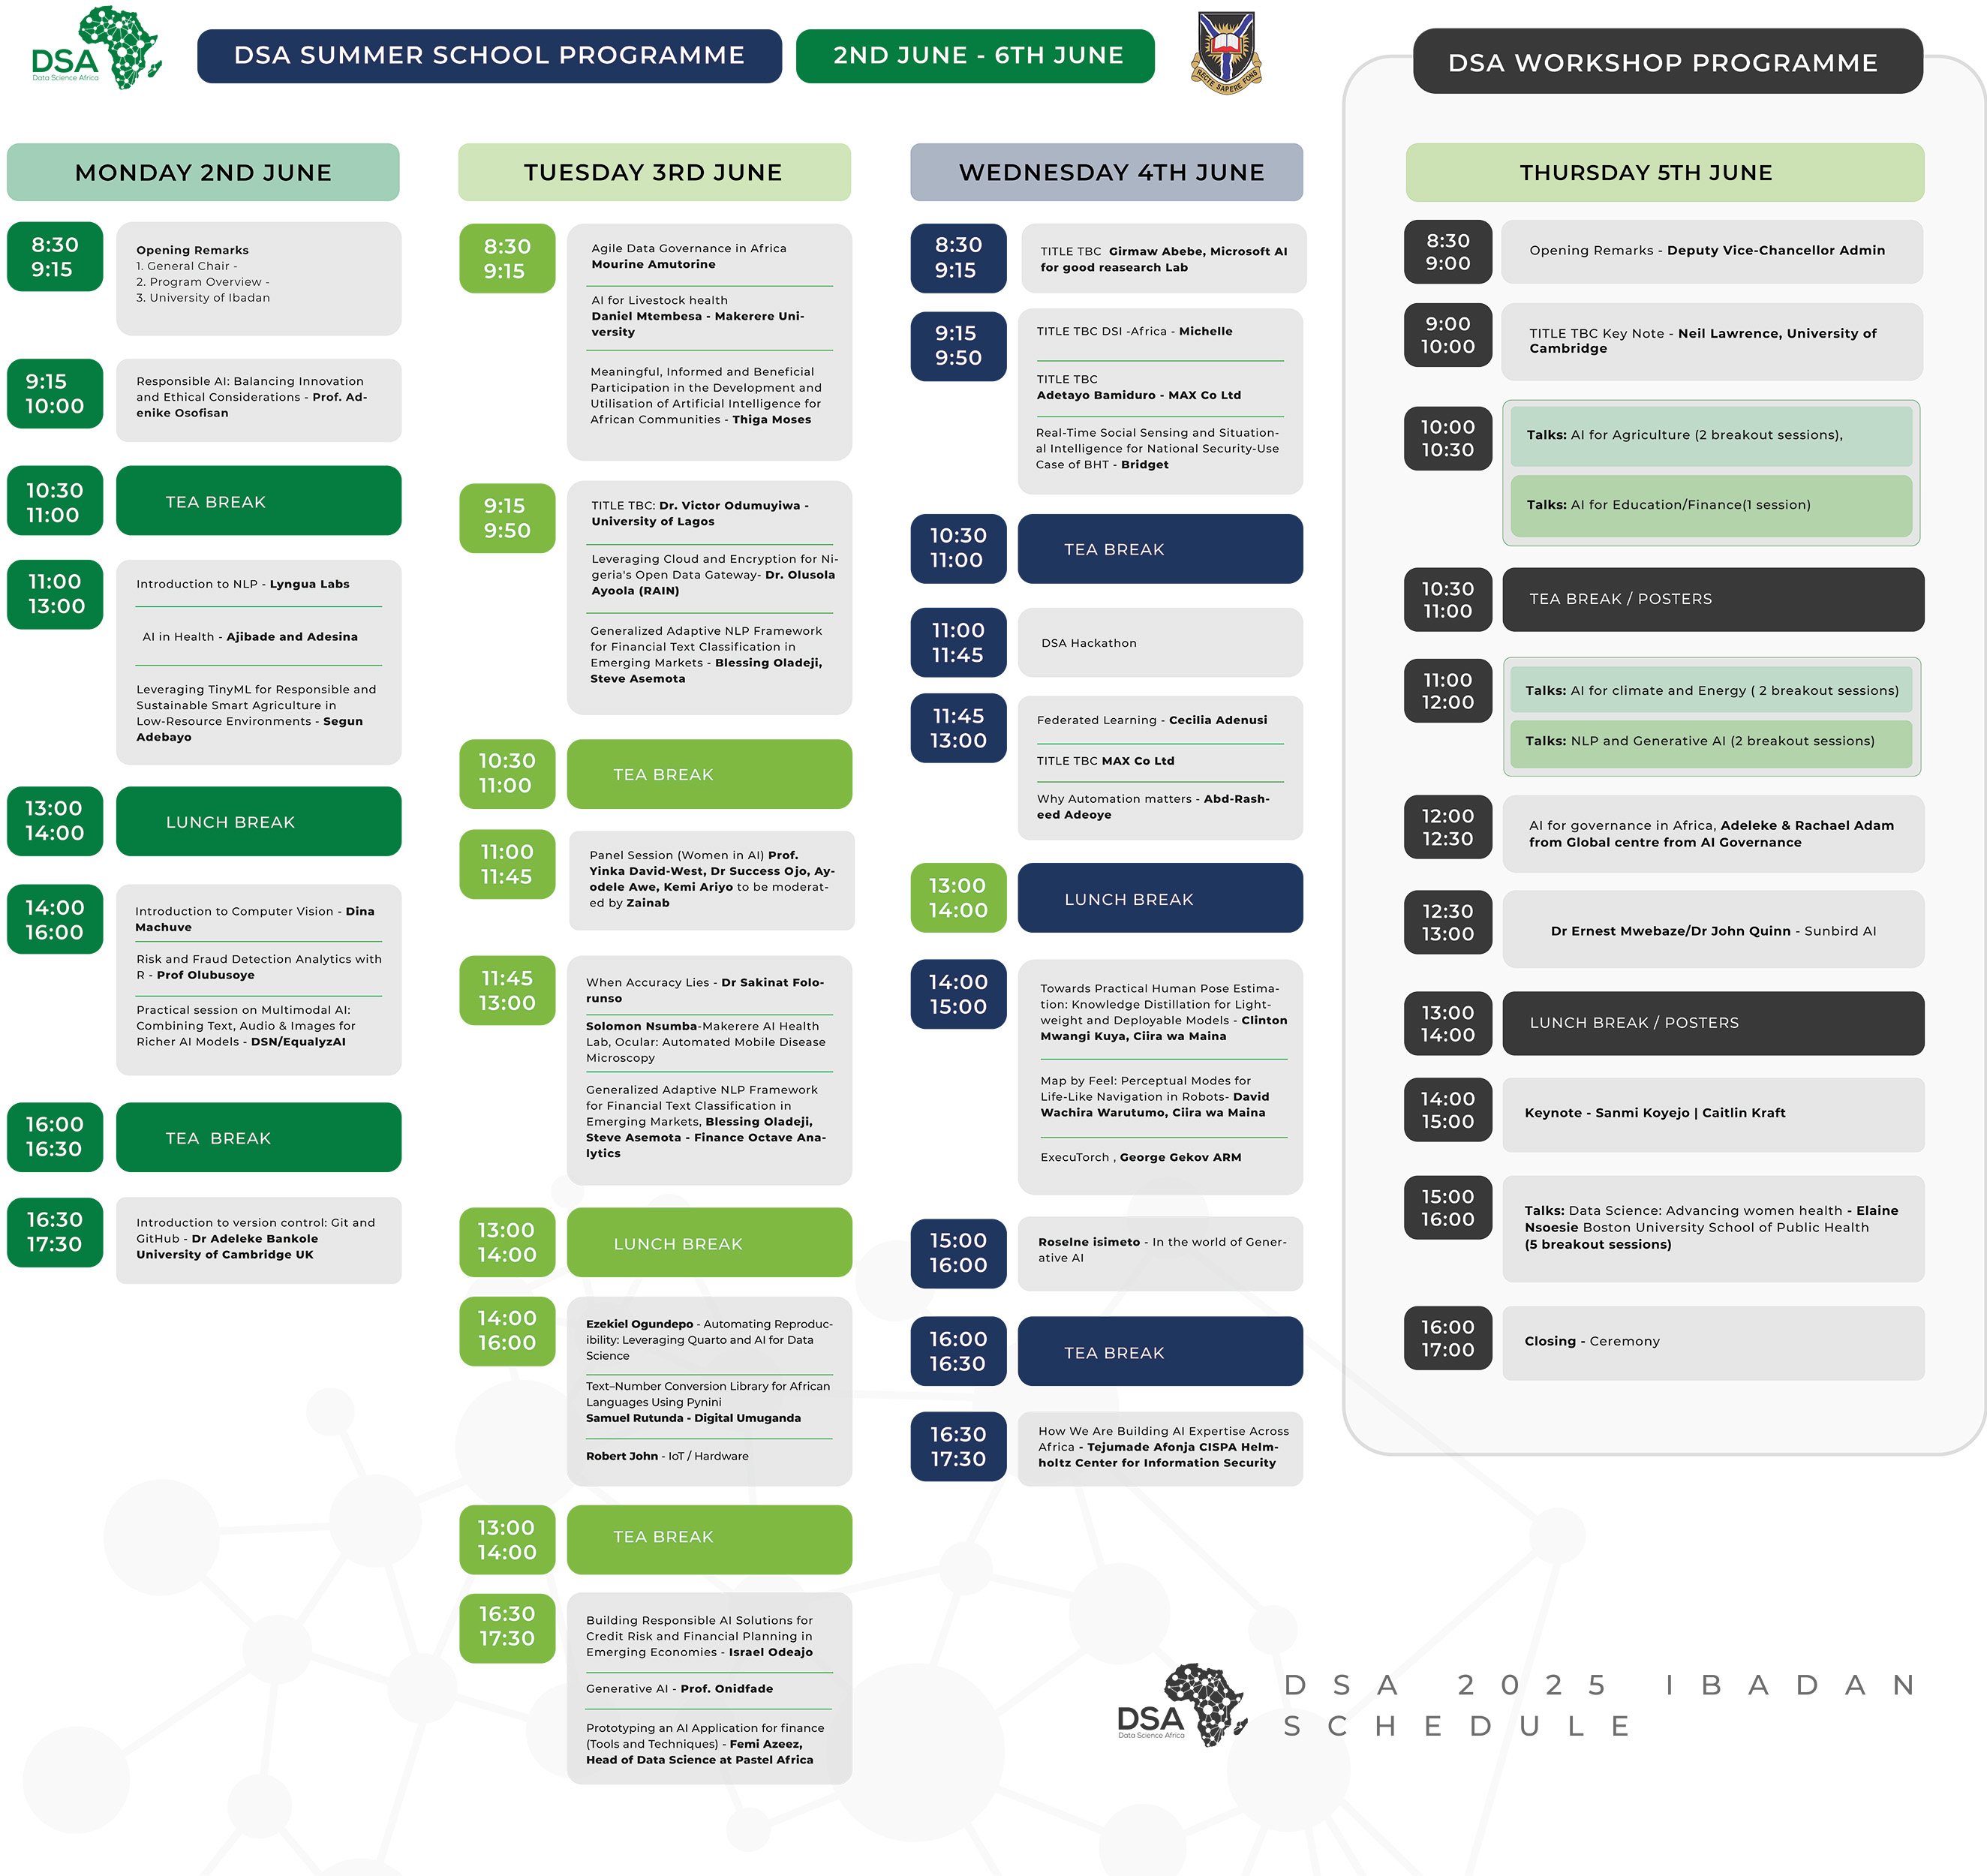 DSA
Data Science Africa
DSA SUMMER SCHOOL PROGRAMME
2ND JUNE - 6TH JUNE
RECTE SAPERE FONS
MONDAY 2ND JUNE
8:30
9:15
Opening Remarks
1. General Chair -
2. Program Overview -
3. University of Ibadan
9:15
10:00
Responsible AI: Balancing Innovation
and Ethical Considerations - Prof. Ad-
enike Osofisan
10:30
11:00
TEA BREAK
11:00
13:00
Introduction to NLP - Lyngua Labs
AI in Health - Ajibade and Adesina
Leveraging TinyML for Responsible and
Sustainable Smart Agriculture in
Low-Resource Environments - Segun
Adebayo
13:00
14:00
LUNCH BREAK
14:00
16:00
Introduction to Computer Vision - Dina
Machuve
Risk and Fraud Detection Analytics with
R - Prof Olubusoye
Practical session on Multimodal AI:
Combining Text, Audio & Images for
Richer AI Models - DSN/EqualyzAI
16:00
16:30
TEA  BREAK
16:30
17:30
Introduction to version control: Git and
GitHub - Dr Adeleke Bankole
University of Cambridge UK
TUESDAY 3RD JUNE
8:30
9:15
Agile Data Governance in Africa
Mourine Amutorine
AI for Livestock health
Daniel Mtembesa - Makerere Uni-
versity
Meaningful, Informed and Beneficial
Participation in the Development and
Utilisation of Artificial Intelligence for
African Communities - Thiga Moses
9:15
9:50
TITLE TBC: Dr. Victor Odumuyiwa -
University of Lagos
Leveraging Cloud and Encryption for Ni-
geria's Open Data Gateway- Dr. Olusola
Ayoola (RAIN)
Generalized Adaptive NLP Framework
for Financial Text Classification in
Emerging Markets - Blessing Oladeji,
Steve Asemota
10:30
11:00
TEA BREAK
11:00
11:45
Panel Session (Women in AI) Prof.
Yinka David-West, Dr Success Ojo, Ay-
odele Awe, Kemi Ariyo to be moderat-
ed by Zainab
11:45
13:00
When Accuracy Lies - Dr Sakinat Folo-
runso
Solomon Nsumba-Makerere AI Health
Lab, Ocular: Automated Mobile Disease
Microscopy
Generalized Adaptive NLP Framework
for Financial Text Classification in
Emerging Markets, Blessing Oladeji,
Steve Asemota - Finance Octave Ana-
lytics
13:00
14:00
LUNCH BREAK
14:00
16:00
Ezekiel Ogundepo - Automating Reproduc-
ibility: Leveraging Quarto and AI for Data
Science
Text–Number Conversion Library for African
Languages Using Pynini
Samuel Rutunda - Digital Umuganda
Robert John - IoT / Hardware
13:00
14:00
TEA BREAK
16:30
17:30
Building Responsible AI Solutions for
Credit Risk and Financial Planning in
Emerging Economies - Israel Odeajo
Generative AI - Prof. Onidfade
Prototyping an AI Application for finance
(Tools and Techniques) - Femi Azeez,
Head of Data Science at Pastel Africa
WEDNESDAY 4TH JUNE
8:30
9:15
TITLE TBC  Girmaw Abebe, Microsoft AI
for good reasearch Lab
9:15
9:50
TITLE TBC DSI -Africa - Michelle
TITLE TBC
Adetayo Bamiduro - MAX Co Ltd
Real-Time Social Sensing and Situation-
al Intelligence for National Security-Use
Case of BHT - Bridget
10:30
11:00
TEA BREAK
11:00
11:45
DSA Hackathon
11:45
13:00
Federated Learning - Cecilia Adenusi
TITLE TBC MAX Co Ltd
Why Automation matters - Abd-Rash-
eed Adeoye
13:00
14:00
LUNCH BREAK
14:00
15:00
Towards Practical Human Pose Estima-
tion: Knowledge Distillation for Light-
weight and Deployable Models - Clinton
Mwangi Kuya, Ciira wa Maina
Map by Feel: Perceptual Modes for
Life-Like Navigation in Robots- David
Wachira Warutumo, Ciira wa Maina
ExecuTorch , George Gekov ARM
15:00
16:00
Roselne isimeto - In the world of Gener-
ative AI
16:00
16:30
TEA BREAK
16:30
17:30
How We Are Building AI Expertise Across
Africa - Tejumade Afonja CISPA Helm-
holtz Center for Information Security
DSA WORKSHOP PROGRAMME
THURSDAY 5TH JUNE
8:30
9:00
Opening Remarks - Deputy Vice-Chancellor Admin
9:00
10:00
TITLE TBC Key Note - Neil Lawrence, University of
Cambridge
10:00
10:30
Talks: AI for Agriculture (2 breakout sessions),
Talks: AI for Education/Finance(1 session)
10:30
11:00
TEA BREAK / POSTERS
11:00
12:00
Talks: AI for climate and Energy ( 2 breakout sessions)
Talks: NLP and Generative AI (2 breakout sessions)
12:00
12:30
AI for governance in Africa, Adeleke & Rachael Adam
from Global centre from AI Governance
12:30
13:00
Dr Ernest Mwebaze/Dr John Quinn - Sunbird AI
13:00
14:00
LUNCH BREAK / POSTERS
14:00
15:00
Keynote - Sanmi Koyejo | Caitlin Kraft
15:00
16:00
Talks: Data Science: Advancing women health - Elaine
Nsoesie Boston University School of Public Health
(5 breakout sessions)
16:00
17:00
Closing - Ceremony
DSA
Data Science Africa
DSA 2025 IBADAN
SCHEDULE